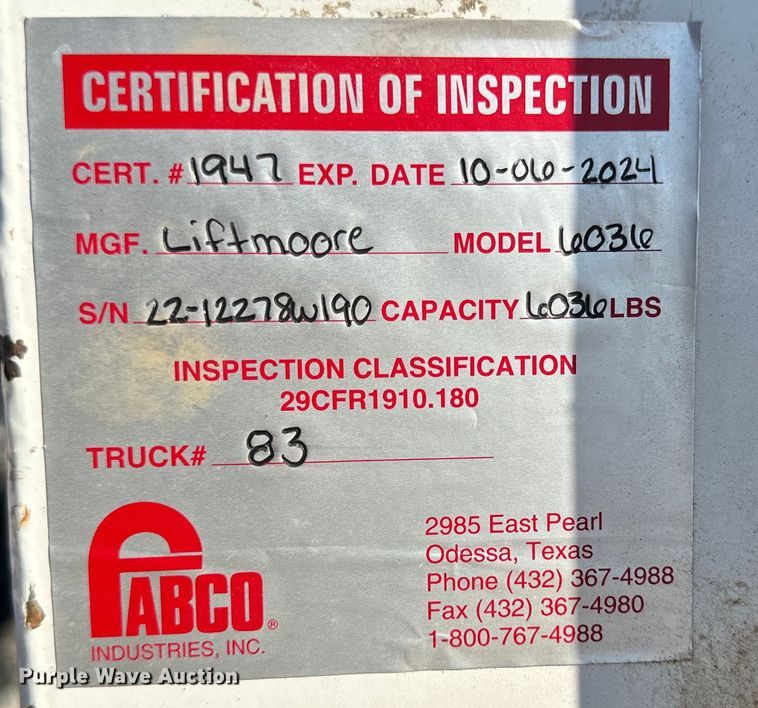 CERTIFICATION OF INSPECTION
CERT. # 1947 EXP. DATE 10-06-2024
MGF. Liftmoore MODEL 6036
S/N 22-12278W190 CAPACITY 6036 LBS
INSPECTION CLASSIFICATION
29CFR1910.180
TRUCK# 83
PABCO®
INDUSTRIES, INC.
2985 East Pearl
Odessa, Texas
Phone (432) 367-4988
Fax (432) 367-4980
1-800-767-4988
Purple Wave Auction